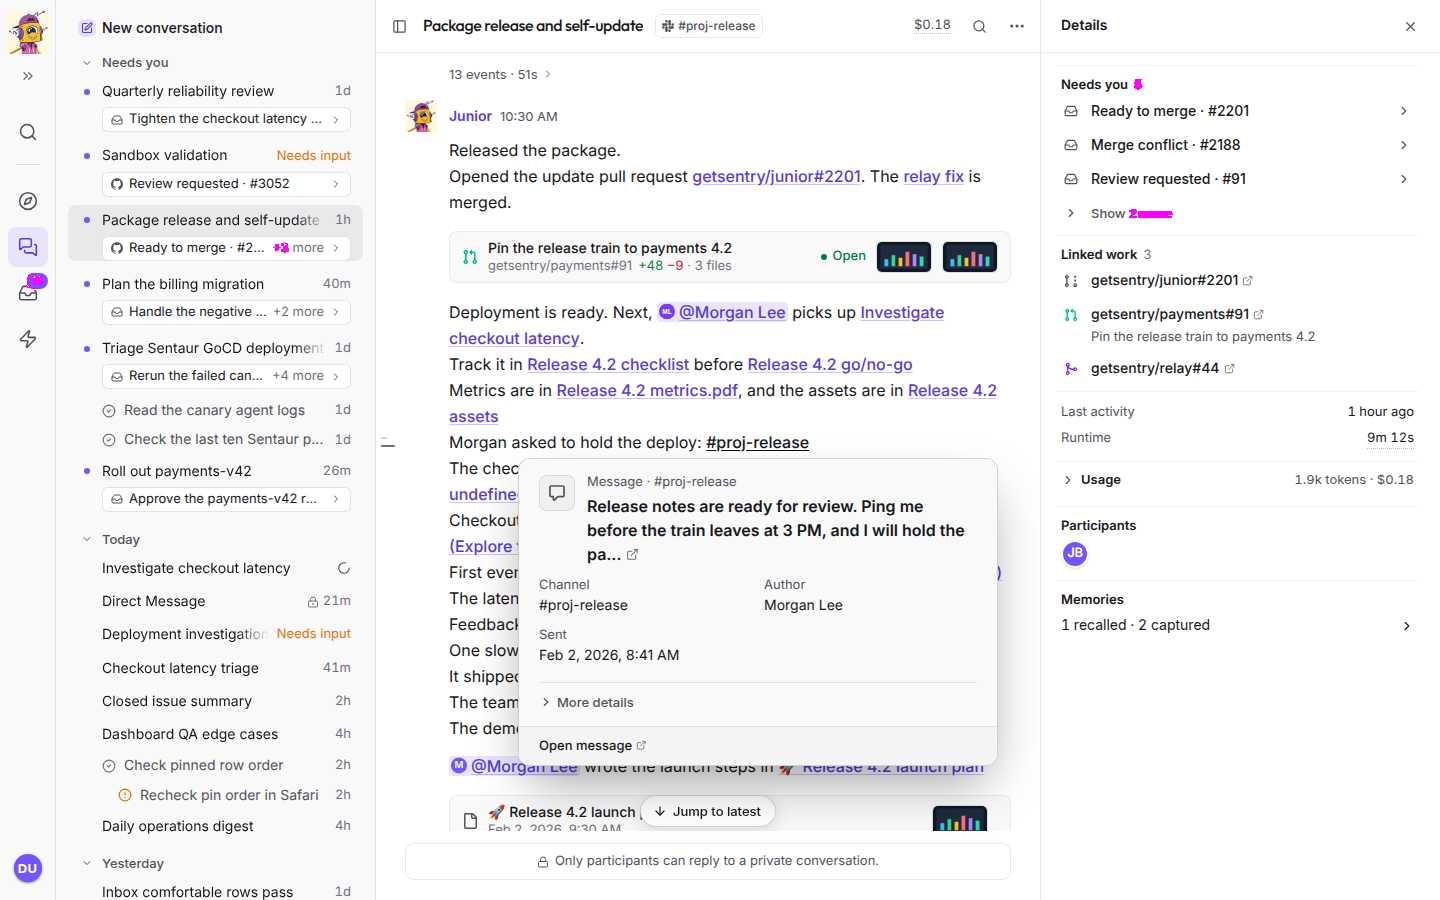 New conversation
Needs you
Quarterly reliability review 1d
Tighten the checkout latency ...
Sandbox validation Needs input
Review requested · #3052
Package release and self-update 1h
Ready to merge · #2... more
Plan the billing migration 40m
Handle the negative ... +2 more
Triage Sentaur GoCD deployment 1d
Rerun the failed can... +4 more
Read the canary agent logs 1d
Check the last ten Sentaur p... 1d
Roll out payments-v42 26m
Approve the payments-v42 r...
Today
Investigate checkout latency
Direct Message 21m
Deployment investigation Needs input
Checkout latency triage 41m
Closed issue summary 2h
Dashboard QA edge cases 4h
Check pinned row order 2h
Recheck pin order in Safari 2h
Daily operations digest 4h
Yesterday
Inbox comfortable rows pass 1d
DU
Package release and self-update #proj-release $0.18
13 events · 51s
Junior 10:30 AM
Released the package.
Opened the update pull request getsentry/junior#2201. The relay fix is
merged.
Pin the release train to payments 4.2
getsentry/payments#91 +48 −9 · 3 files
Open
Deployment is ready. Next, ML @Morgan Lee picks up Investigate
checkout latency.
Track it in Release 4.2 checklist before Release 4.2 go/no-go
Metrics are in Release 4.2 metrics.pdf, and the assets are in Release 4.2
assets
Morgan asked to hold the deploy: #proj-release
The chec
undefine
Checkout
(Explore
First ever )
The laten
Feedback
One slow
It shipped
The team
The demo
Message · #proj-release
Release notes are ready for review. Ping me
before the train leaves at 3 PM, and I will hold the
pa...
Channel Author
#proj-release Morgan Lee
Sent
Feb 2, 2026, 8:41 AM
More details
Open message
M @Morgan Lee wrote the launch steps in 🚀 Release 4.2 launch plan
🚀 Release 4.2 launch
Feb 2, 2026, 9:30 AM
Jump to latest
Only participants can reply to a private conversation.
Details
Needs you
Ready to merge · #2201
Merge conflict · #2188
Review requested · #91
Show
Linked work 3
getsentry/junior#2201
getsentry/payments#91
Pin the release train to payments 4.2
getsentry/relay#44
Last activity 1 hour ago
Runtime 9m 12s
Usage 1.9k tokens · $0.18
Participants
JB
Memories
1 recalled · 2 captured